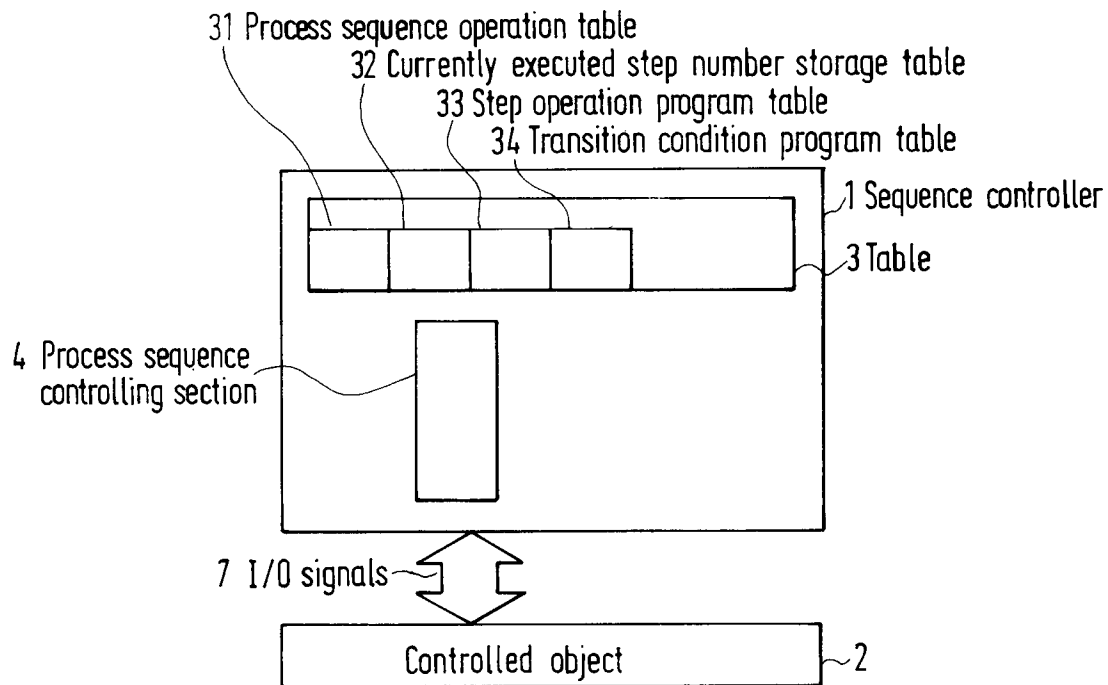 31 Process sequence operation table
32 Currently executed step number storage table
33 Step operation program table
34 Transition condition program table
1 Sequence controller
3 Table
4 Process sequence
controlling section
7 I/O signals
Controlled object
2